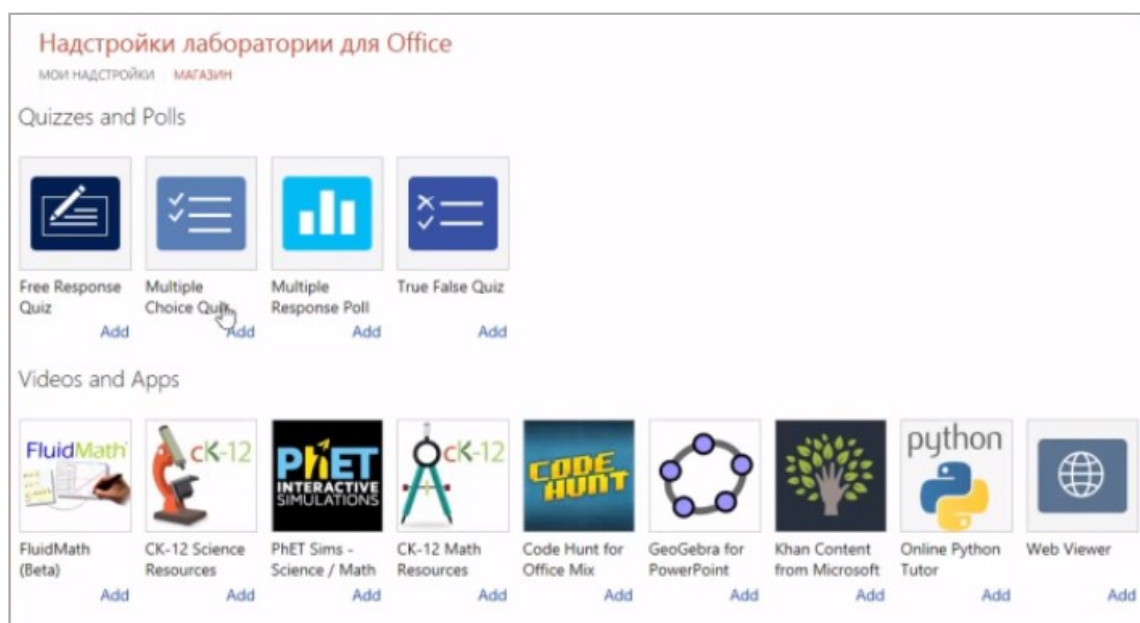 Надстройки лаборатории для Office
МОИ НАДСТРОЙКИ МАГАЗИН
Quizzes and Polls
Free Response Quiz
Add
Multiple Choice Quiz
Add
Multiple Response Poll
Add
True False Quiz
Add
Videos and Apps
FluidMath
FluidMath (Beta)
Add
cK-12
CK-12 Science Resources
Add
PhET
INTERACTIVE
SIMULATIONS
PhET Sims - Science / Math
Add
cK-12
CK-12 Math Resources
Add
CODE
HUNT
Code Hunt for Office Mix
Add
GeoGebra for PowerPoint
Add
Khan Content from Microsoft
Add
python
Online Python Tutor
Add
Web Viewer
Add